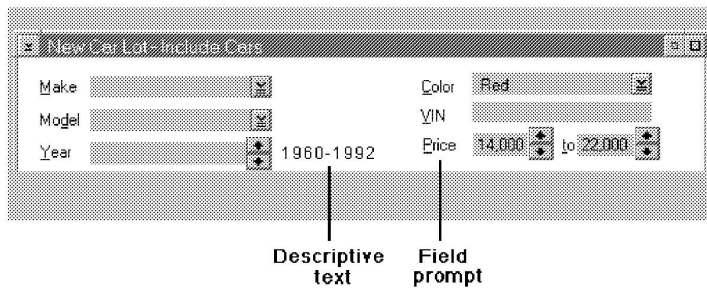 New Car Lot - Include Cars
Make
Color Red
Model
VIN
Year 1960-1992
Price 14,000 to 22,000
Descriptive text
Field prompt